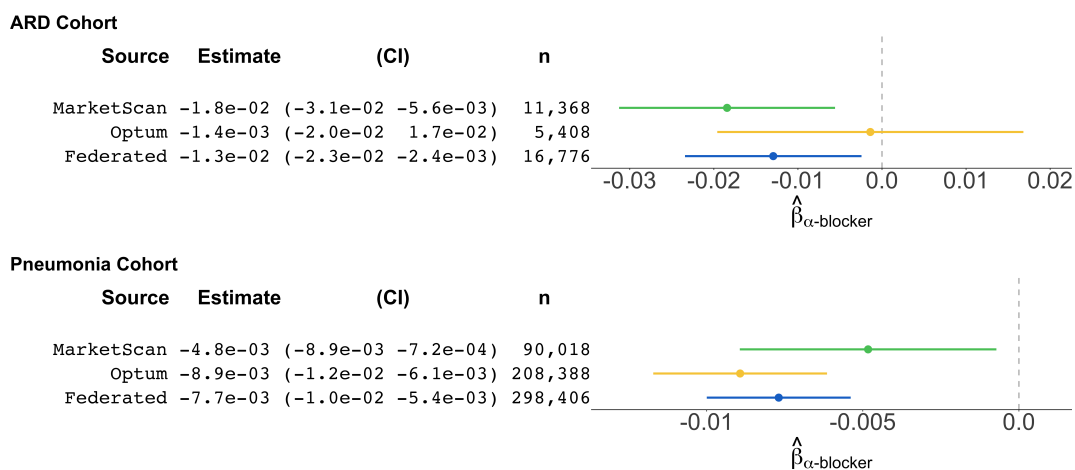 ARD Cohort
Source Estimate (CI) n
MarketScan -1.8e-02 (-3.1e-02 -5.6e-03) 11,368
Optum -1.4e-03 (-2.0e-02 1.7e-02) 5,408
Federated -1.3e-02 (-2.3e-02 -2.4e-03) 16,776
-0.03 -0.02 -0.01 0.0 0.01 0.02
β̂α-blocker
Pneumonia Cohort
Source Estimate (CI) n
MarketScan -4.8e-03 (-8.9e-03 -7.2e-04) 90,018
Optum -8.9e-03 (-1.2e-02 -6.1e-03) 208,388
Federated -7.7e-03 (-1.0e-02 -5.4e-03) 298,406
-0.01 -0.005 0.0
β̂α-blocker